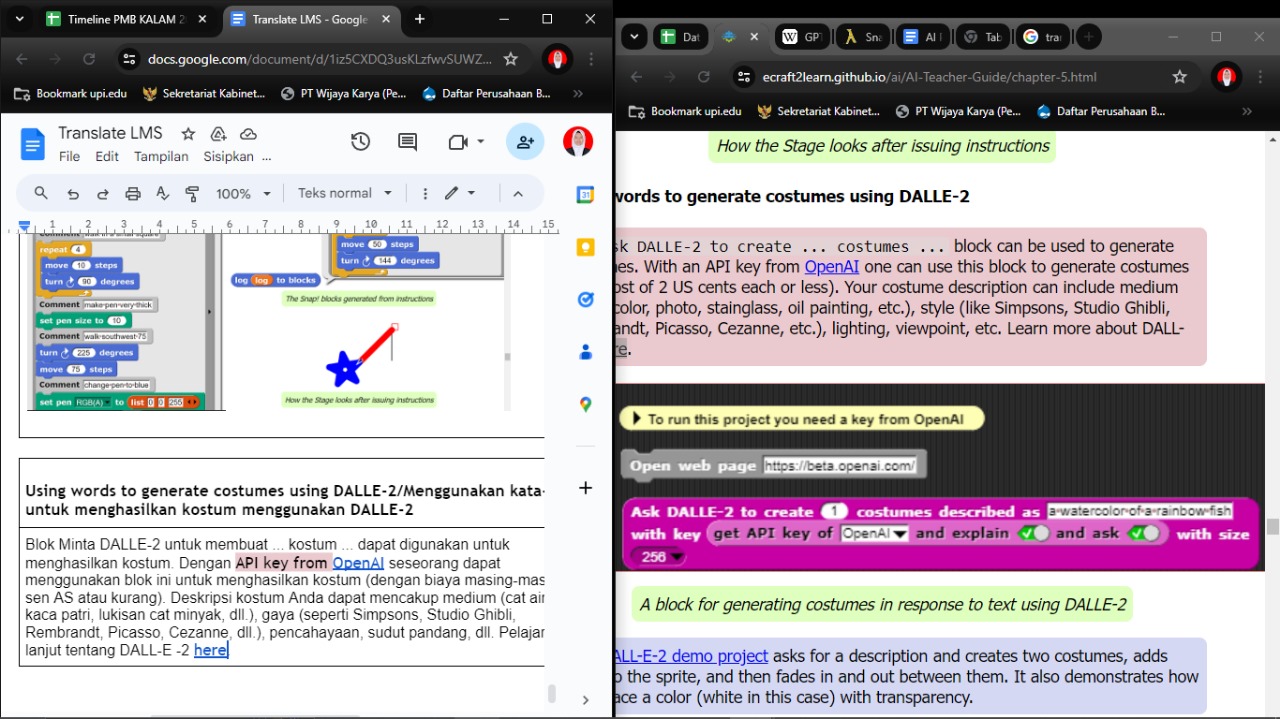 Timeline PMB KALAM 2
Translate LMS - Google
docs.google.com/document/d/1iz5CXDQ3usKLzfwvSUWZ...
Bookmark upi.edu
Sekretariat Kabinet...
PT Wijaya Karya (Pe...
Daftar Perusahaan B...
Translate LMS
File Edit Tampilan Sisipkan ...
100% Teks normal
1 2 3 4 5 6 7 8 9 10 11 12 13 14 15
repeat 4
move 10 steps
turn 90 degrees
Comment make-pen-very-thick
set pen size to 10
Comment walk-southwest-75
turn 225 degrees
move 75 steps
Comment change-pen-to-blue
set pen RGB(A) to list 0 0 255
move 50 steps
turn 144 degrees
log log to blocks
The Snap! blocks generated from instructions
How the Stage looks after issuing instructions
Using words to generate costumes using DALLE-2/Menggunakan kata-
untuk menghasilkan kostum menggunakan DALLE-2
Blok Minta DALLE-2 untuk membuat ... kostum ... dapat digunakan untuk
menghasilkan kostum. Dengan API key from OpenAI seseorang dapat
menggunakan blok ini untuk menghasilkan kostum (dengan biaya masing-mas
sen AS atau kurang). Deskripsi kostum Anda dapat mencakup medium (cat air
kaca patri, lukisan cat minyak, dll.), gaya (seperti Simpsons, Studio Ghibli,
Rembrandt, Picasso, Cezanne, dll.), pencahayaan, sudut pandang, dll. Pelajar
lanjut tentang DALL-E -2 here
Dat
GP
Sna
AI
Tab
tra
ecraft2learn.github.io/ai/AI-Teacher-Guide/chapter-5.html
Bookmark upi.edu
Sekretariat Kabinet...
PT Wijaya Karya (Pe...
Daftar Perusahaan B...
How the Stage looks after issuing instructions
words to generate costumes using DALLE-2
sk DALLE-2 to create ... costumes ... block can be used to generate
nes. With an API key from OpenAI one can use this block to generate costumes
ost of 2 US cents each or less). Your costume description can include medium
color, photo, stainglass, oil painting, etc.), style (like Simpsons, Studio Ghibli,
andt, Picasso, Cezanne, etc.), lighting, viewpoint, etc. Learn more about DALL-
re.
To run this project you need a key from OpenAI
Open web page https://beta.openai.com/
Ask DALLE-2 to create 1 costumes described as a-watercolor-of-a-rainbow-fish
with key get API key of OpenAI and explain and ask with size
256
A block for generating costumes in response to text using DALLE-2
ALL-E-2 demo project asks for a description and creates two costumes, adds
o the sprite, and then fades in and out between them. It also demonstrates how
ace a color (white in this case) with transparency.